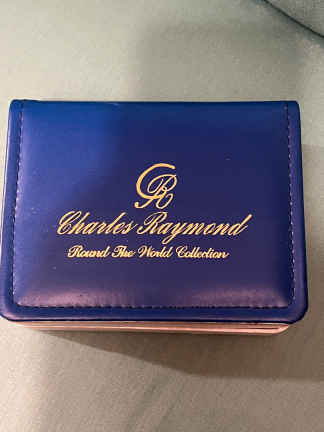 CR
Charles Raymond
Round The World Collection